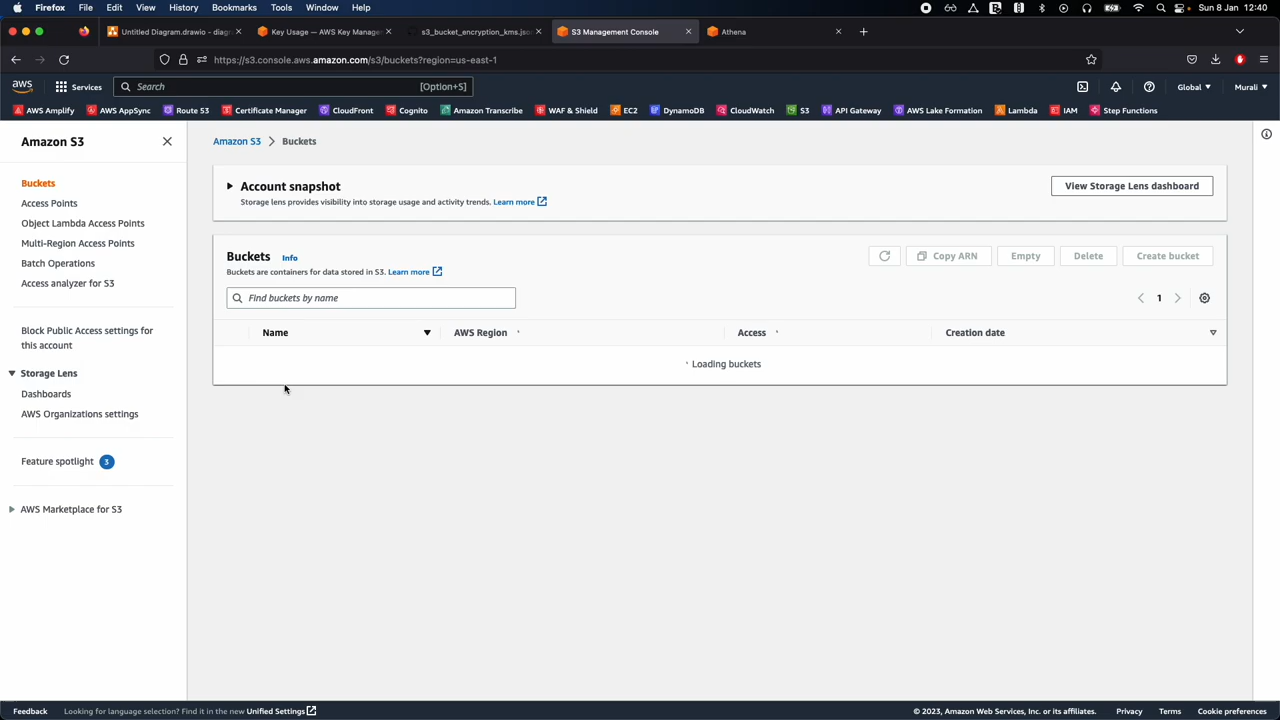 Firefox File Edit View History Bookmarks Tools Window Help Sun 8 Jan 12:40
Untitled Diagram.drawio - diagr Key Usage — AWS Key Manage s3_bucket_encryption_kms.jso S3 Management Console Athena
https://s3.console.aws.amazon.com/s3/buckets?region=us-east-1
aws Services Search [Option+S] Global Murali
AWS Amplify AWS AppSync Route 53 Certificate Manager CloudFront Cognito Amazon Transcribe WAF & Shield EC2 DynamoDB CloudWatch S3 API Gateway AWS Lake Formation Lambda IAM Step Functions
Amazon S3
Buckets
Access Points
Object Lambda Access Points
Multi-Region Access Points
Batch Operations
Access analyzer for S3
Block Public Access settings for
this account
Storage Lens
Dashboards
AWS Organizations settings
Feature spotlight 3
AWS Marketplace for S3
Amazon S3 > Buckets
Account snapshot
Storage lens provides visibility into storage usage and activity trends. Learn more
View Storage Lens dashboard
Buckets Info
Buckets are containers for data stored in S3. Learn more
Copy ARN Empty Delete Create bucket
Find buckets by name
1
Name AWS Region Access Creation date
Loading buckets
Feedback Looking for language selection? Find it in the new Unified Settings © 2023, Amazon Web Services, Inc. or its affiliates. Privacy Terms Cookie preferences